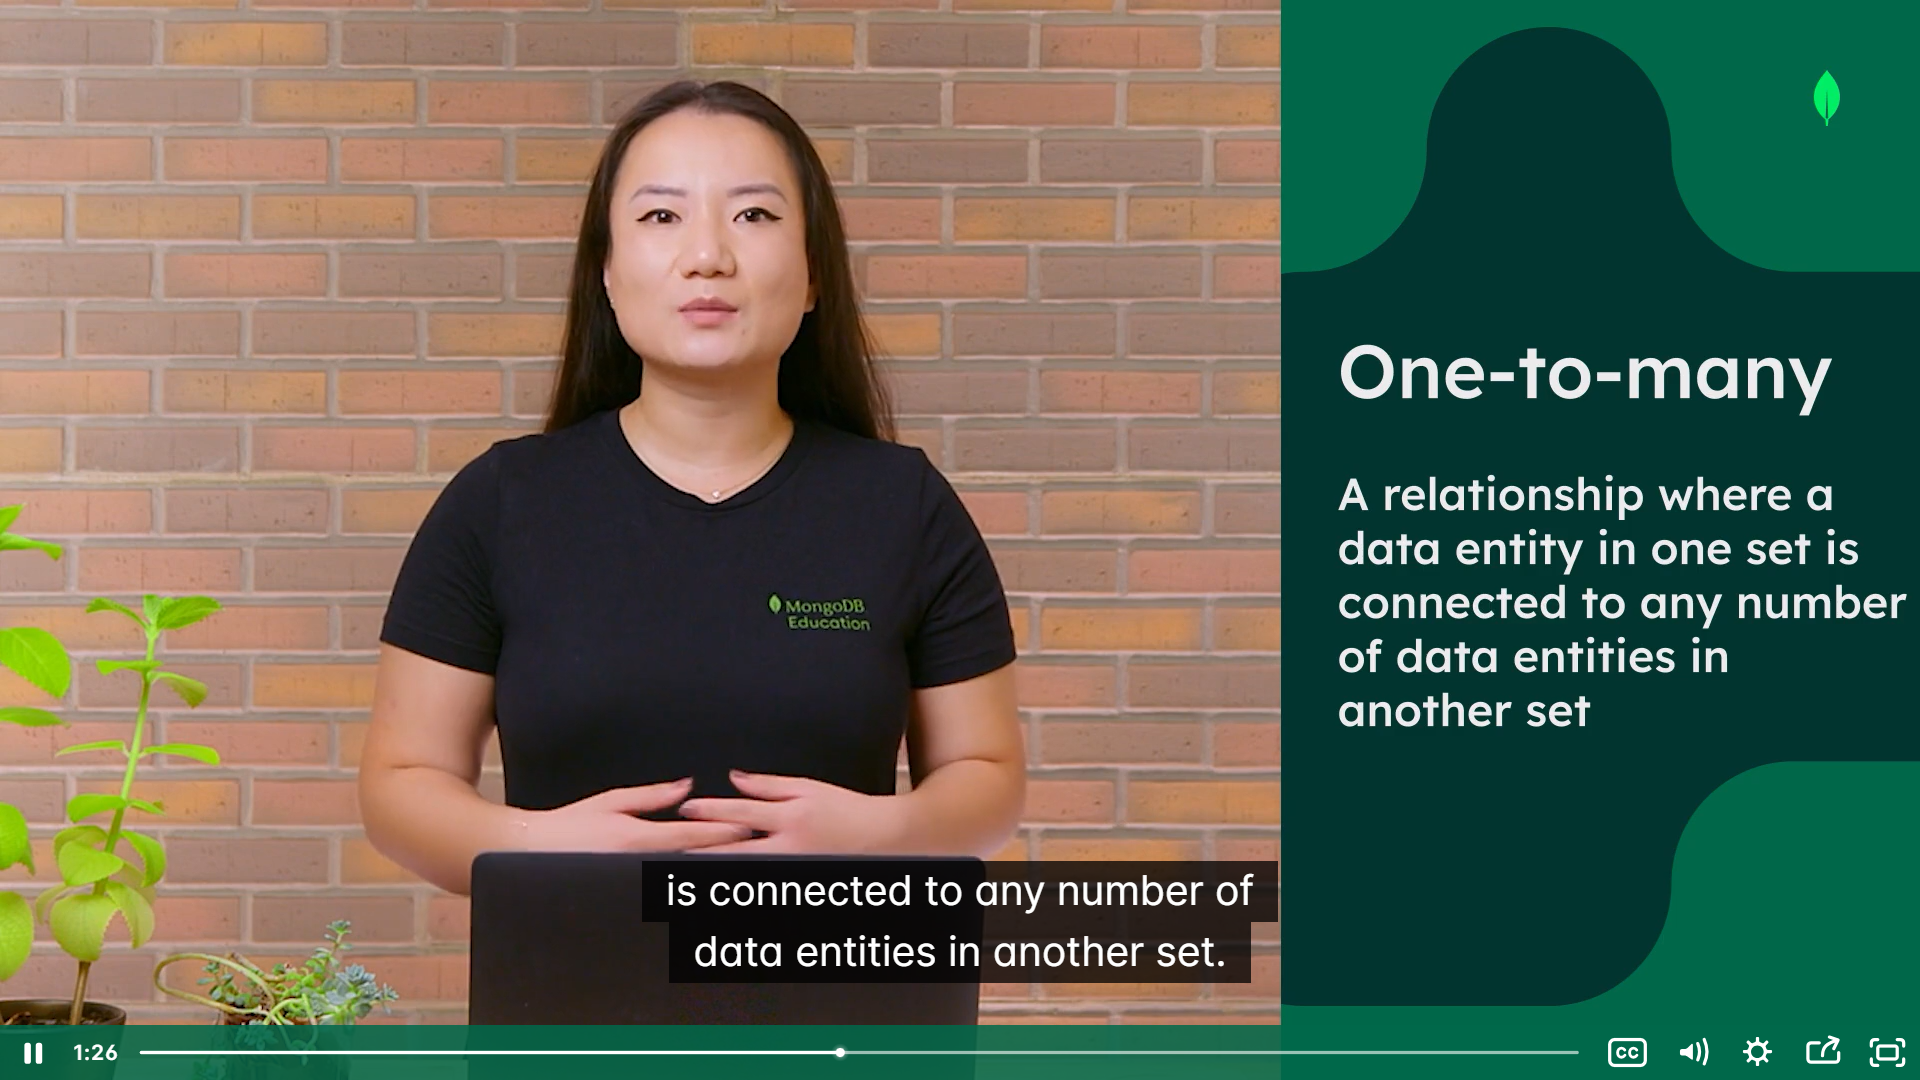 One-to-many
A relationship where a
data entity in one set is
connected to any number
of data entities in
another set
MongoDB
Education
is connected to any number of
data entities in another set.
1:26
CC